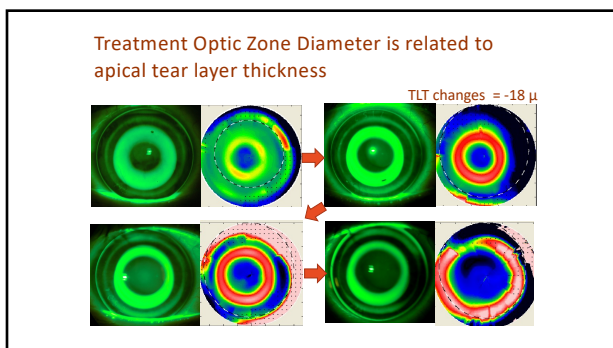 Treatment Optic Zone Diameter is related to
apical tear layer thickness
TLT changes = -18 μ